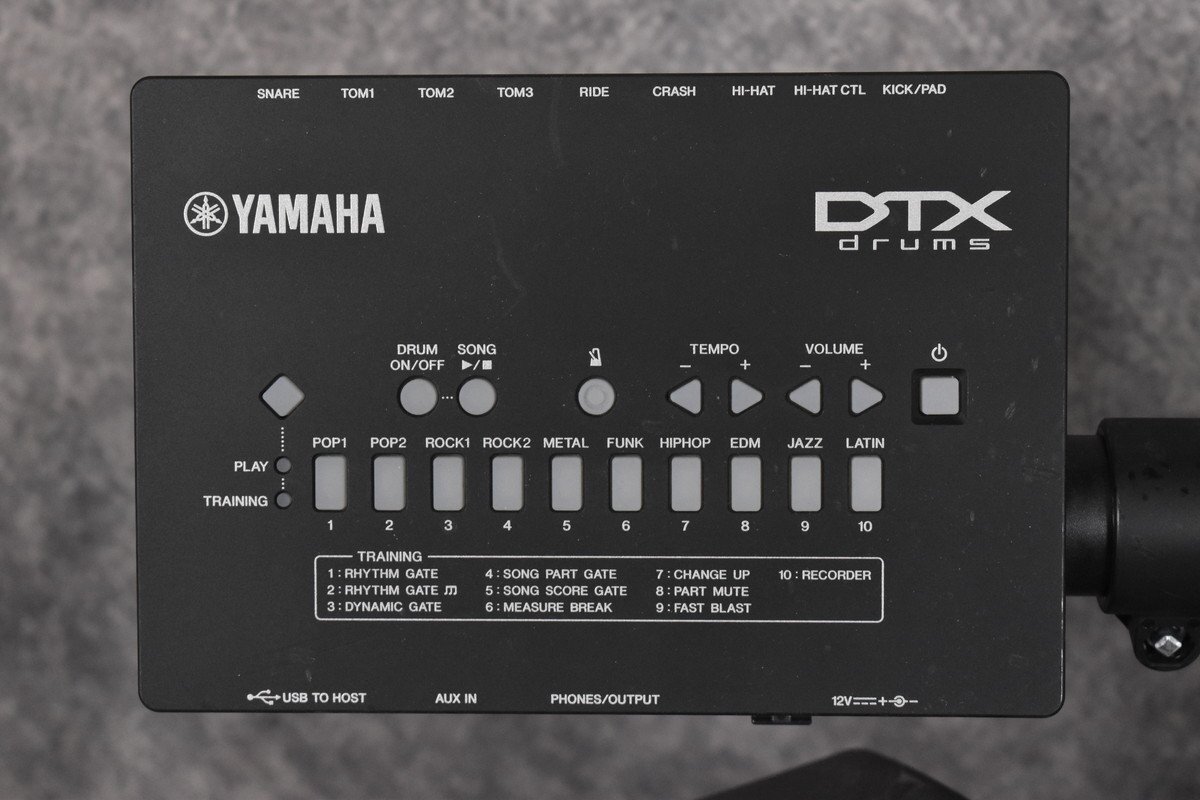 SNARE TOM1 TOM2 TOM3 RIDE CRASH HI-HAT HI-HAT CTL KICK/PAD
YAMAHA
DTX
drums
DRUM ON/OFF
SONG
TEMPO
- +
VOLUME
- +
POP1 POP2 ROCK1 ROCK2 METAL FUNK HIPHOP EDM JAZZ LATIN
PLAY
TRAINING
1 2 3 4 5 6 7 8 9 10
TRAINING
1 : RHYTHM GATE 4 : SONG PART GATE 7 : CHANGE UP 10 : RECORDER
2 : RHYTHM GATE 5 : SONG SCORE GATE 8 : PART MUTE
3 : DYNAMIC GATE 6 : MEASURE BREAK 9 : FAST BLAST
USB TO HOST AUX IN PHONES/OUTPUT 12V